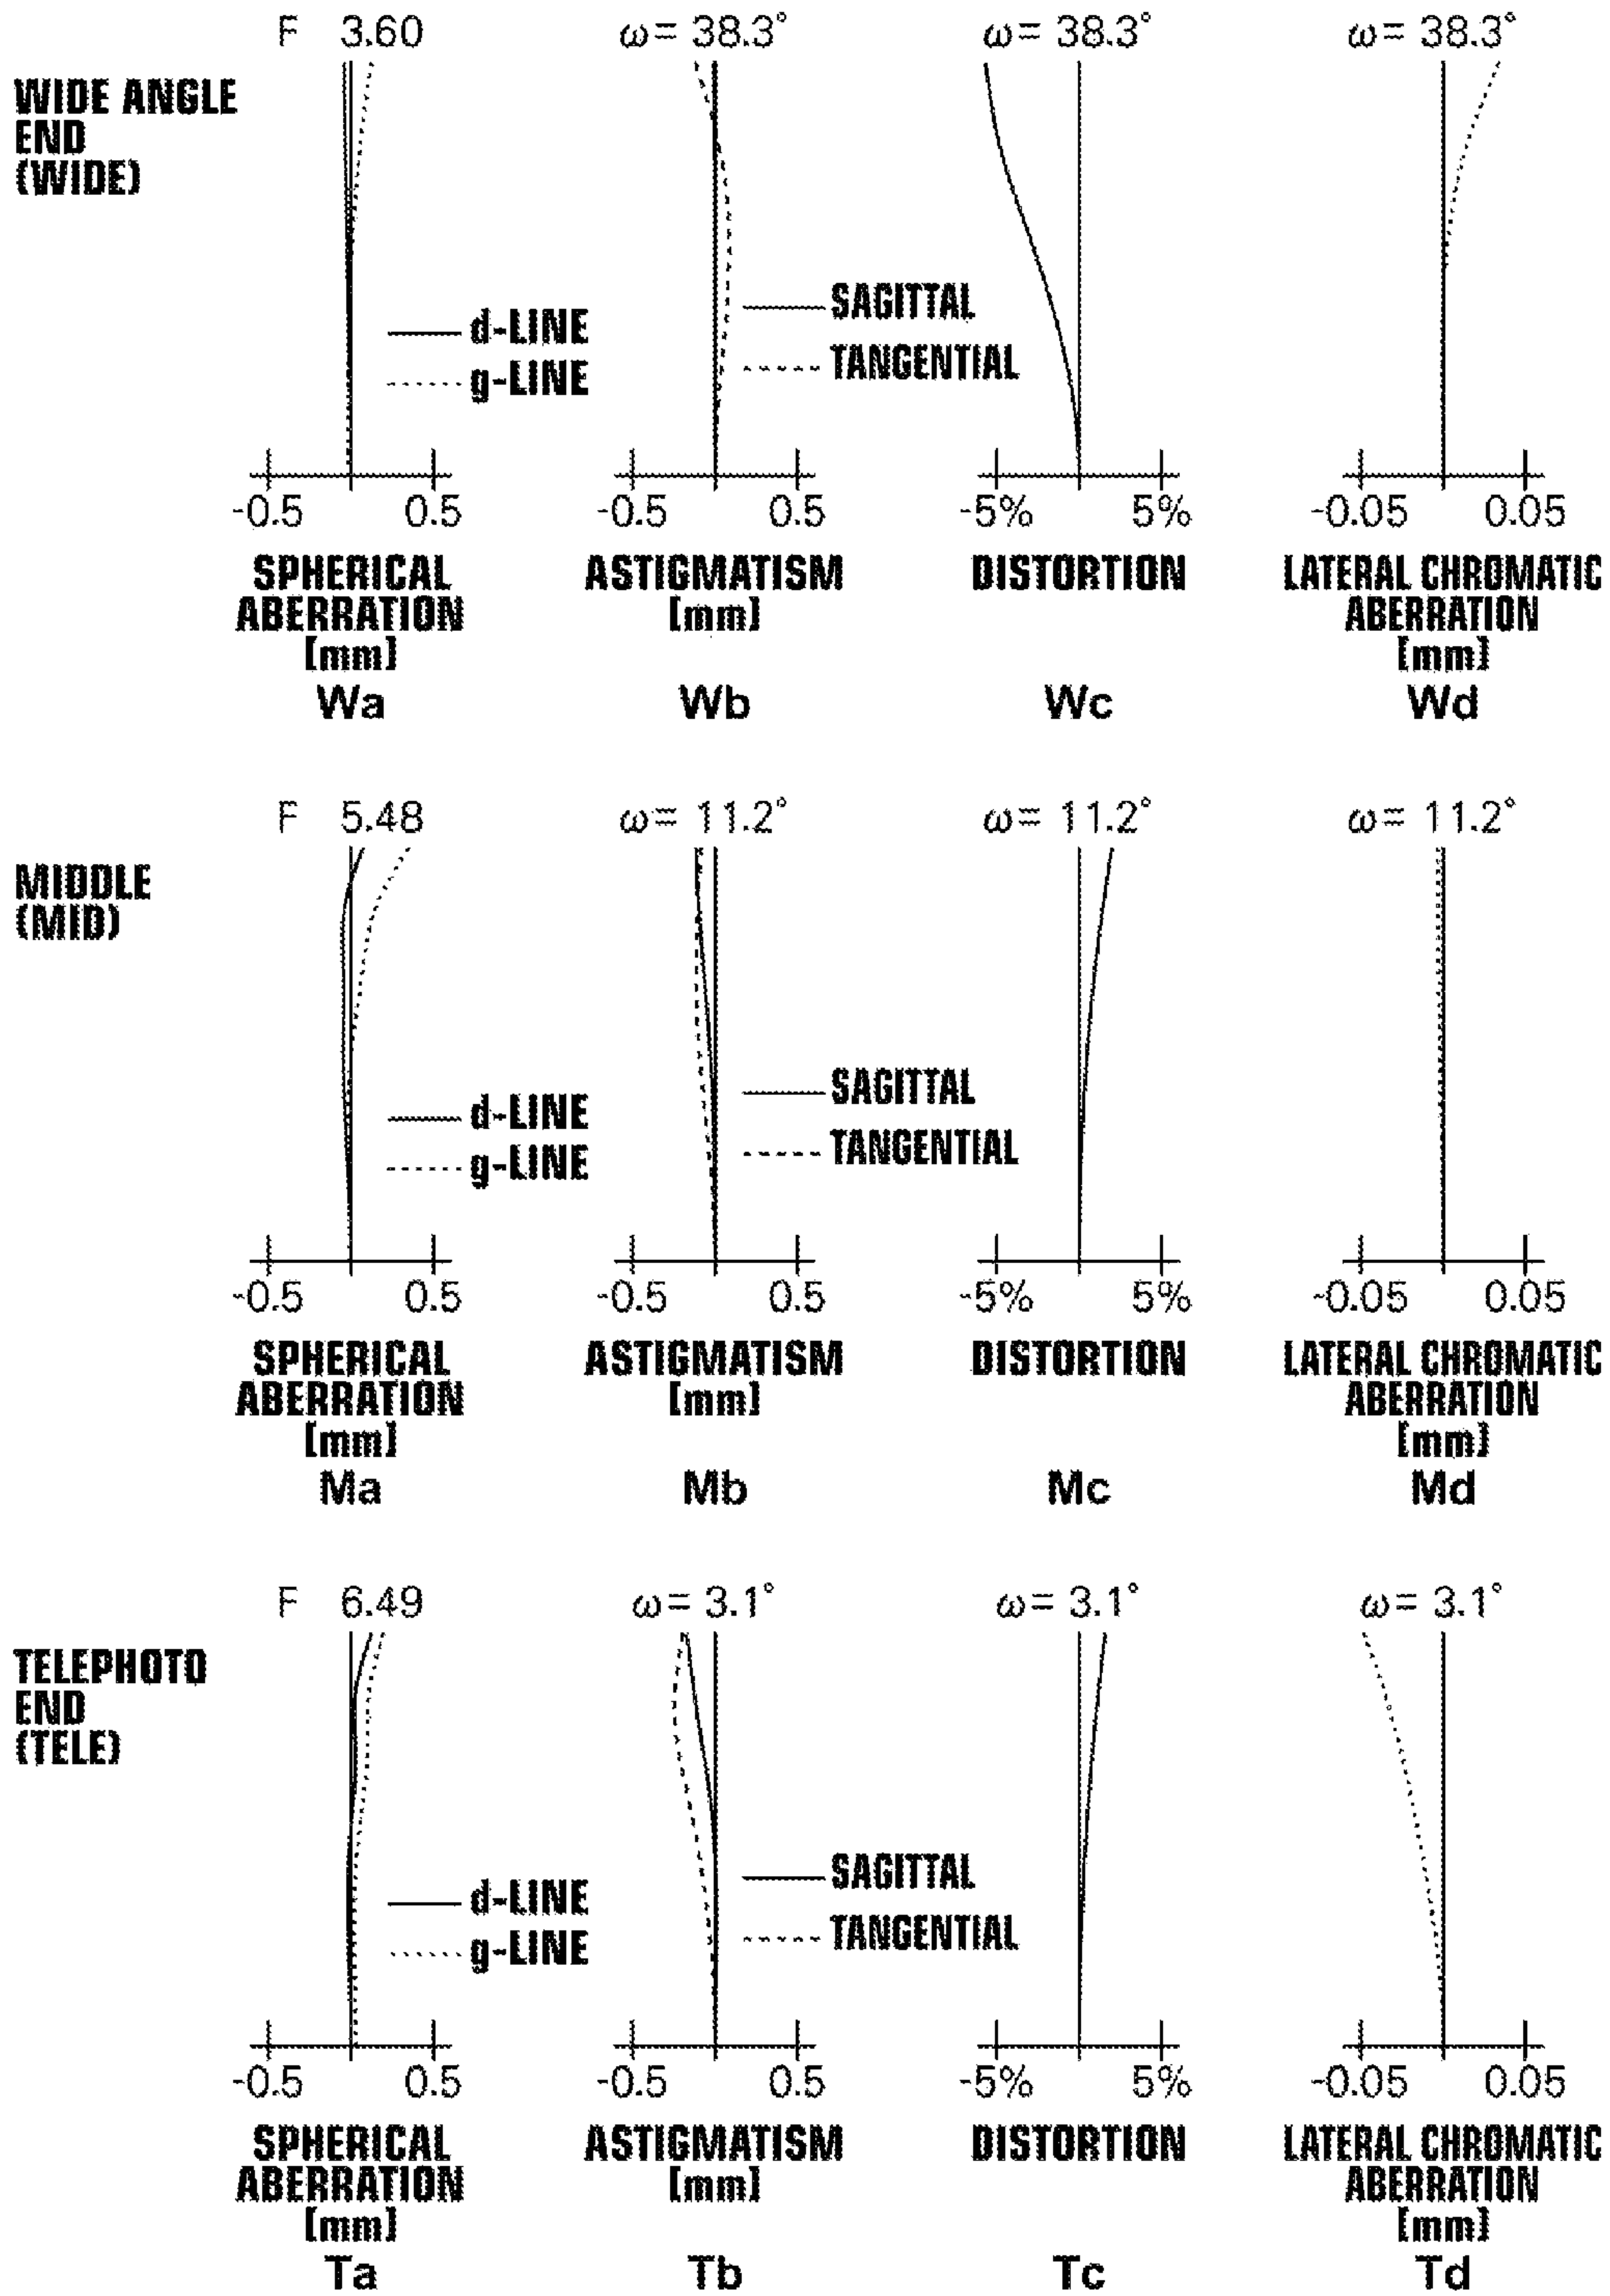 F 3.60
ω= 38.3°
ω= 38.3°
ω= 38.3°
WIDE ANGLE
END
(WIDE)
d-LINE
g-LINE
SAGITTAL
TANGENTIAL
-0.5 0.5
-0.5 0.5
-5% 5%
-0.05 0.05
SPHERICAL
ABERRATION
[mm]
ASTIGMATISM
[mm]
DISTORTION
LATERAL CHROMATIC
ABERRATION
[mm]
Wa
Wb
Wc
Wd
F 5.48
ω= 11.2°
ω= 11.2°
ω= 11.2°
MIDDLE
(MID)
d-LINE
g-LINE
SAGITTAL
TANGENTIAL
-0.5 0.5
-0.5 0.5
-5% 5%
-0.05 0.05
SPHERICAL
ABERRATION
[mm]
ASTIGMATISM
[mm]
DISTORTION
LATERAL CHROMATIC
ABERRATION
[mm]
Ma
Mb
Mc
Md
F 6.49
ω= 3.1°
ω= 3.1°
ω= 3.1°
TELEPHOTO
END
(TELE)
d-LINE
g-LINE
SAGITTAL
TANGENTIAL
-0.5 0.5
-0.5 0.5
-5% 5%
-0.05 0.05
SPHERICAL
ABERRATION
[mm]
ASTIGMATISM
[mm]
DISTORTION
LATERAL CHROMATIC
ABERRATION
[mm]
Ta
Tb
Tc
Td